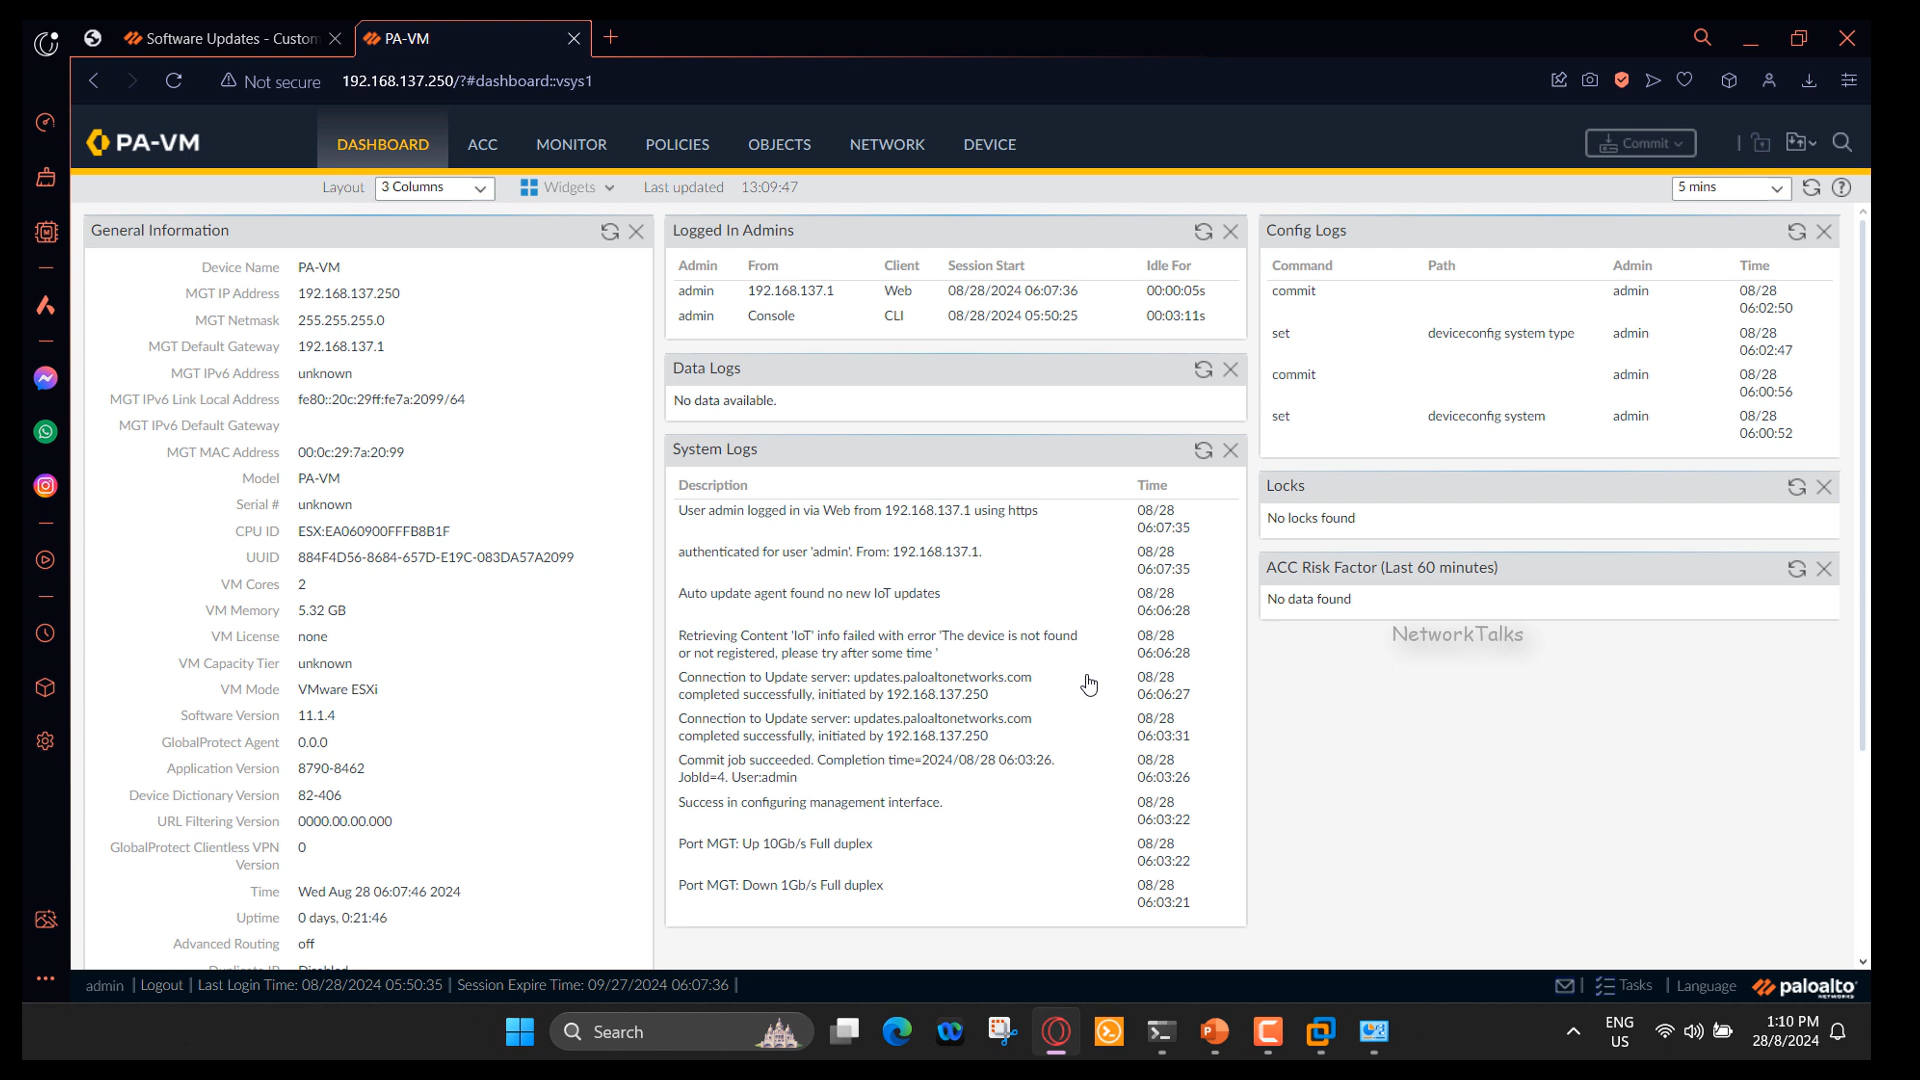 Software Updates - Custom
PA-VM
Not secure 192.168.137.250/?#dashboard::vsys1
PA-VM
DASHBOARD ACC MONITOR POLICIES OBJECTS NETWORK DEVICE
Commit
Layout 3 Columns Widgets Last updated 13:09:47 5 mins
General Information
Device Name PA-VM
MGT IP Address 192.168.137.250
MGT Netmask 255.255.255.0
MGT Default Gateway 192.168.137.1
MGT IPv6 Address unknown
MGT IPv6 Link Local Address fe80::20c:29ff:fe7a:2099/64
MGT IPv6 Default Gateway
MGT MAC Address 00:0c:29:7a:20:99
Model PA-VM
Serial # unknown
CPU ID ESX:EA060900FFFB8B1F
UUID 884F4D56-8684-657D-E19C-083DA57A2099
VM Cores 2
VM Memory 5.32 GB
VM License none
VM Capacity Tier unknown
VM Mode VMware ESXi
Software Version 11.1.4
GlobalProtect Agent 0.0.0
Application Version 8790-8462
Device Dictionary Version 82-406
URL Filtering Version 0000.00.00.000
GlobalProtect Clientless VPN 0
Version
Time Wed Aug 28 06:07:46 2024
Uptime 0 days, 0:21:46
Advanced Routing off
Duplicate IP Disabled
Logged In Admins
Admin From Client Session Start Idle For
admin 192.168.137.1 Web 08/28/2024 06:07:36 00:00:05s
admin Console CLI 08/28/2024 05:50:25 00:03:11s
Data Logs
No data available.
System Logs
Description Time
User admin logged in via Web from 192.168.137.1 using https 08/28
06:07:35
authenticated for user 'admin'. From: 192.168.137.1. 08/28
06:07:35
Auto update agent found no new IoT updates 08/28
06:06:28
Retrieving Content 'IoT' info failed with error 'The device is not found 08/28
or not registered, please try after some time ' 06:06:28
Connection to Update server: updates.paloaltonetworks.com 08/28
completed successfully, initiated by 192.168.137.250 06:06:27
Connection to Update server: updates.paloaltonetworks.com 08/28
completed successfully, initiated by 192.168.137.250 06:03:31
Commit job succeeded. Completion time=2024/08/28 06:03:26. 08/28
JobId=4. User:admin 06:03:26
Success in configuring management interface. 08/28
06:03:22
Port MGT: Up 10Gb/s Full duplex 08/28
06:03:22
Port MGT: Down 1Gb/s Full duplex 08/28
06:03:21
Config Logs
Command Path Admin Time
commit admin 08/28
06:02:50
set deviceconfig system type admin 08/28
06:02:47
commit admin 08/28
06:00:56
set deviceconfig system admin 08/28
06:00:52
Locks
No locks found
ACC Risk Factor (Last 60 minutes)
No data found
NetworkTalks
admin | Logout | Last Login Time: 08/28/2024 05:50:35 | Session Expire Time: 09/27/2024 06:07:36 |
Tasks | Language paloalto
NETWORKS
Search
ENG
US
1:10 PM
28/8/2024